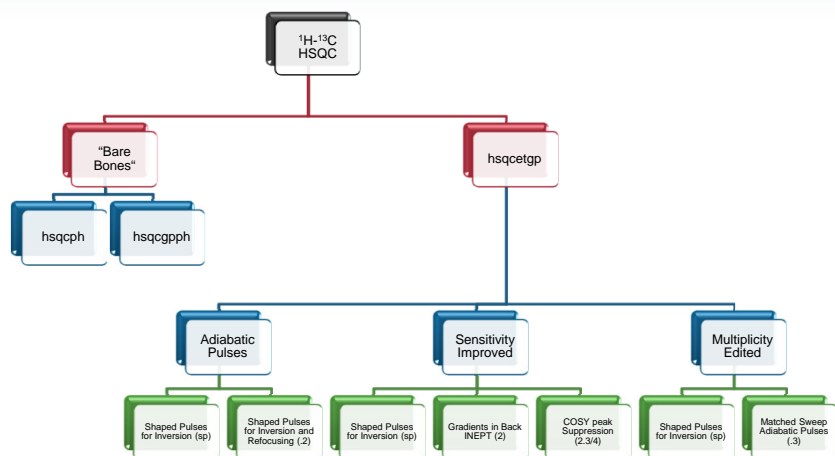 ¹H-¹³C
HSQC
“Bare
Bones“
hsqcetgp
hsqcph
hsqcgpph
Adiabatic
Pulses
Sensitivity
Improved
Multiplicity
Edited
Shaped Pulses
for Inversion (sp)
Shaped Pulses
for Inversion and
Refocusing (.2)
Shaped Pulses
for Inversion (sp)
Gradients in Back
INEPT (2)
COSY peak
Suppression
(2.3/4)
Shaped Pulses
for Inversion (sp)
Matched Sweep
Adiabatic Pulses
(.3)